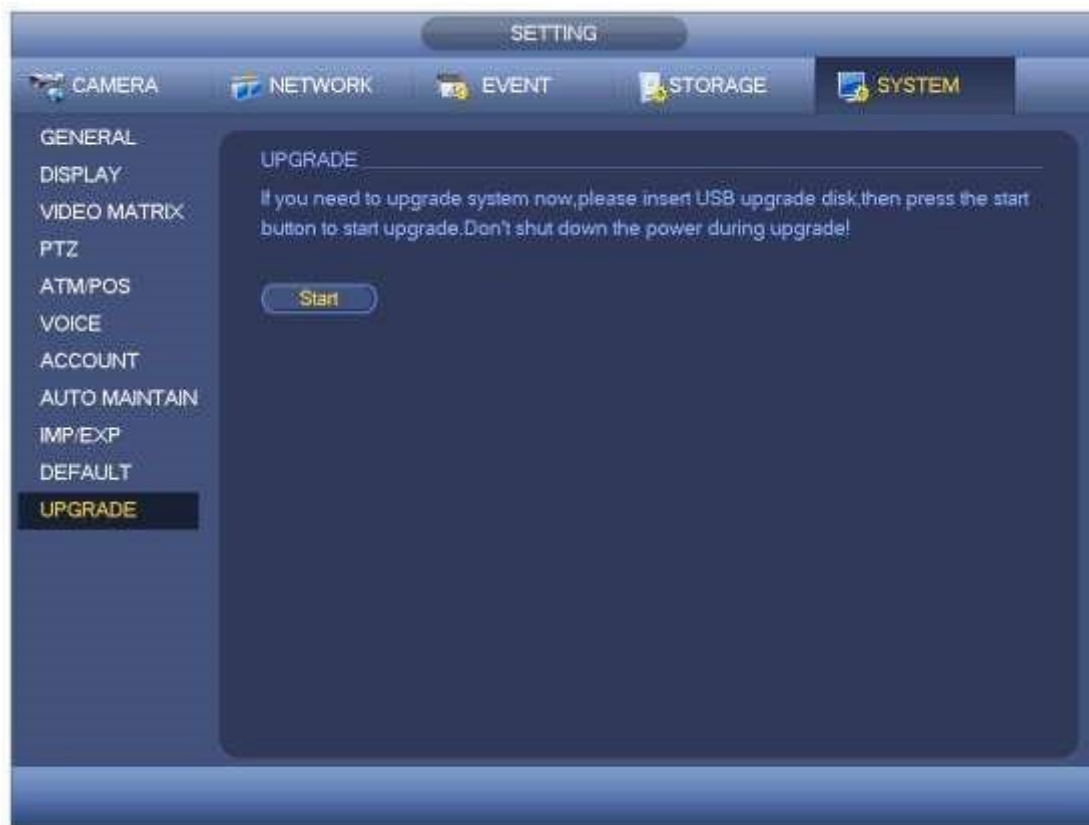 SETTING
CAMERA NETWORK EVENT STORAGE SYSTEM
GENERAL
DISPLAY
VIDEO MATRIX
PTZ
ATM/POS
VOICE
ACCOUNT
AUTO MAINTAIN
IMP/EXP
DEFAULT
UPGRADE
UPGRADE
If you need to upgrade system now,please insert USB upgrade disk,then press the start
button to start upgrade.Don't shut down the power during upgrade!
Start